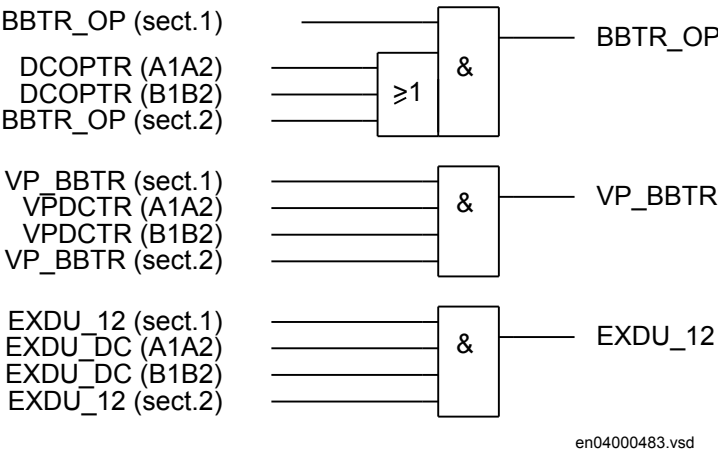 BBTR_OP (sect.1)
DCOPTR (A1A2)
DCOPTR (B1B2)
BBTR_OP (sect.2)
≥1
&
BBTR_OP
VP_BBTR (sect.1)
VPDCTR (A1A2)
VPDCTR (B1B2)
VP_BBTR (sect.2)
&
VP_BBTR
EXDU_12 (sect.1)
EXDU_DC (A1A2)
EXDU_DC (B1B2)
EXDU_12 (sect.2)
&
EXDU_12
en04000483.vsd